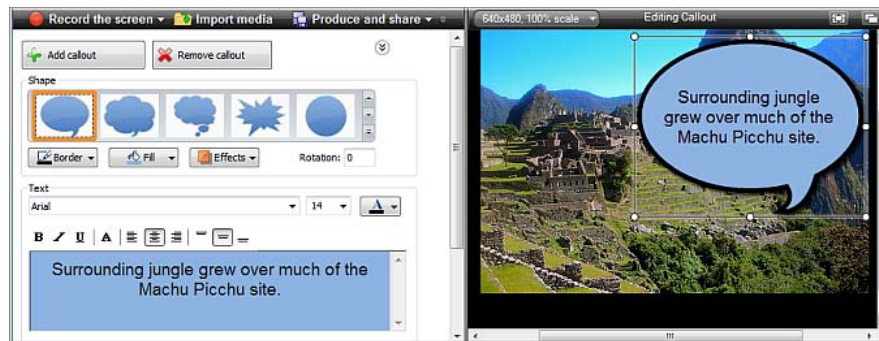 Record the screen
Import media
Produce and share
640x480, 100% scale
Editing Callout
Add callout
Remove callout
Shape
Border
Fill
Effects
Rotation: 0
Text
Arial
14
A
B I U A
Surrounding jungle grew over much of the
Machu Picchu site.
Surrounding jungle
grew over much of the
Machu Picchu site.